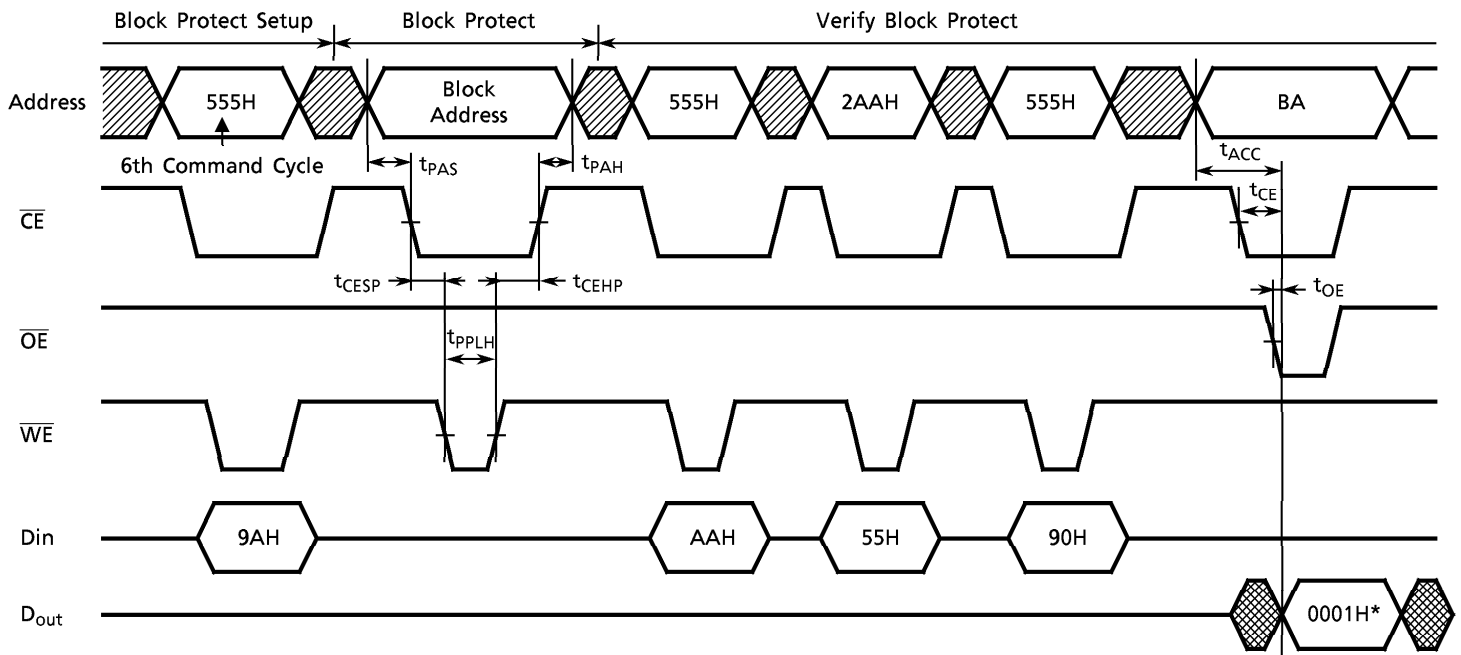 Block Protect Setup Block Protect Verify Block Protect
Address 555H Block Address 555H 2AAH 555H BA
6th Command Cycle tPAS tPAH tACC
CE tCE
tCESP tCEHP tOE
OE tPPLH
WE
Din 9AH AAH 55H 90H
Dout 0001H*